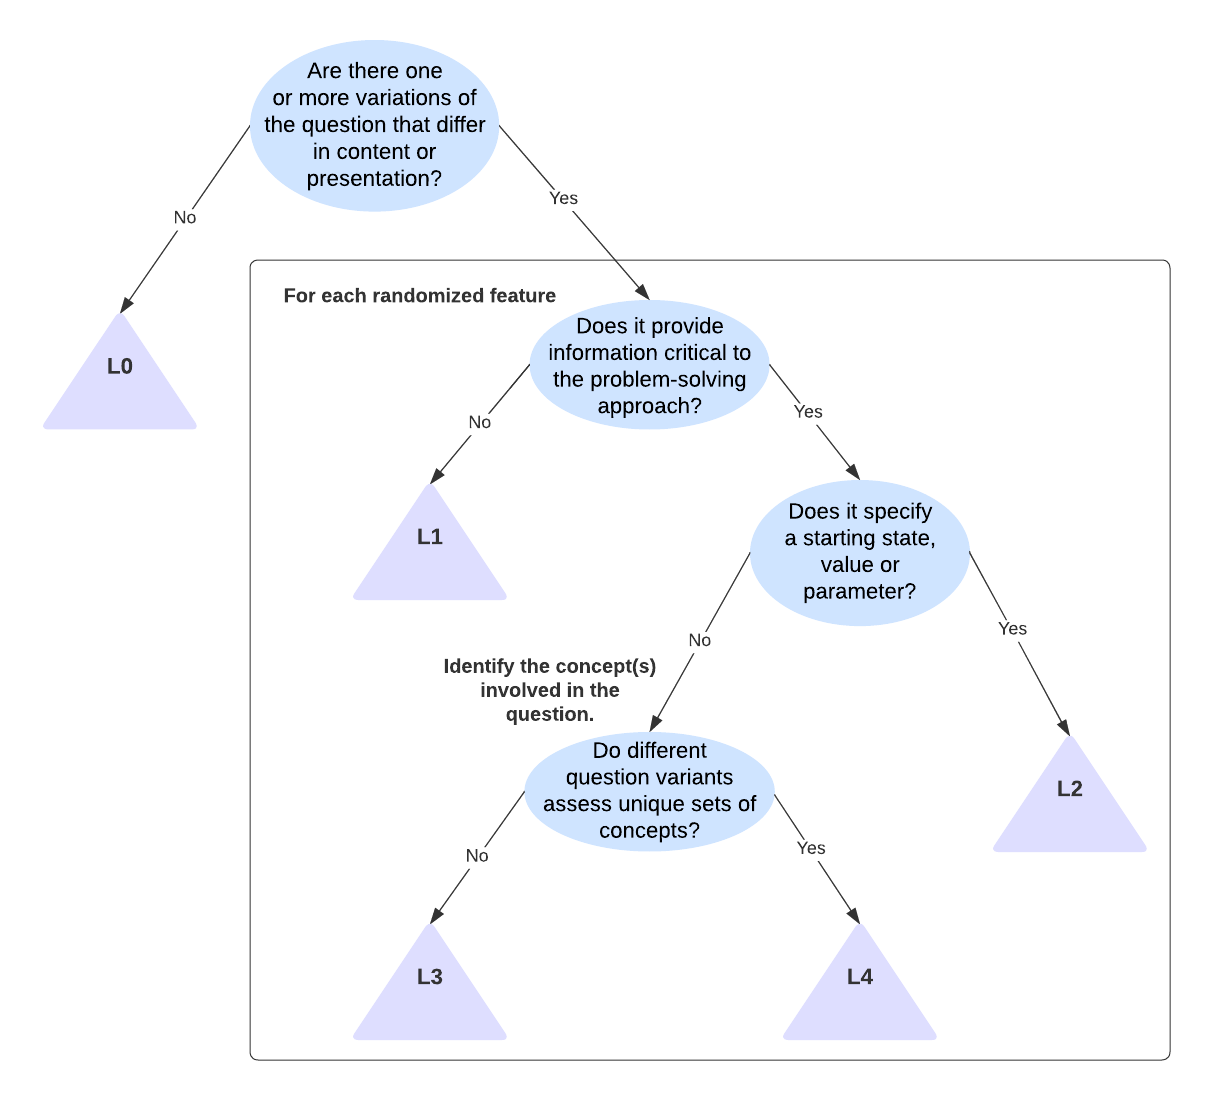 Are there one
or more variations of
the question that differ
in content or
presentation?
No
Yes
L0
For each randomized feature
Does it provide
information critical to
the problem-solving
approach?
No
Yes
L1
Does it specify
a starting state,
value or
parameter?
No
Yes
Identify the concept(s)
involved in the
question.
L2
Do different
question variants
assess unique sets of
concepts?
No
Yes
L3
L4